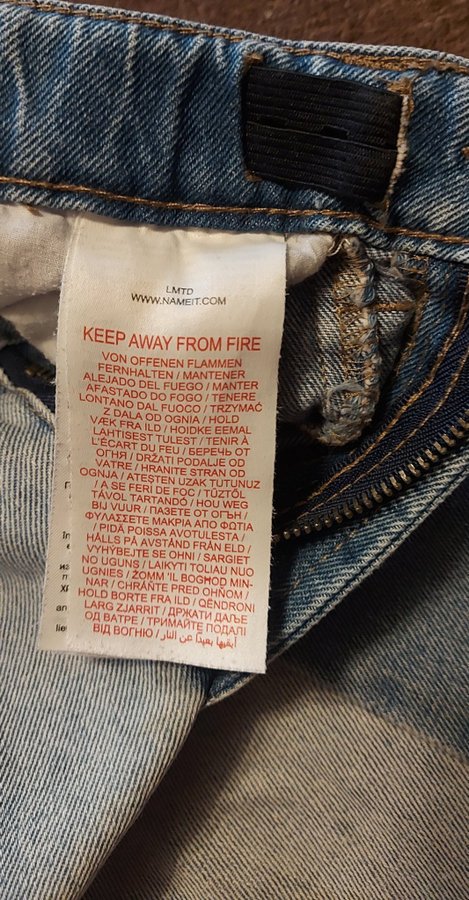 LMTD
WWW.NAMEIT.COM
KEEP AWAY FROM FIRE
VON OFFENEN FLAMMEN
FERNHALTEN / MANTENER
ALEJADO DEL FUEGO / MANTER
AFASTADO DO FOGO / TENERE
LONTANO DAL FUOCO / TRZYMAĆ
Z DALA OD OGNIA / HOLD
VÆK FRA ILD / HOIDKE EEMAL
LAHTISEST TULEST / TENIR À
L'ÉCART DU FEU / БЕРЕЧЬ ОТ
ОГНЯ / DRŽATI PODALJE OD
VATRE / HRANITE STRAN OD
OGNJA / ATEŞTEN UZAK TUTUNUZ
/ A SE FERI DE FOC / TŰZTŐL
TÁVOL TARTANDÓ / HOU WEG
BIJ VUUR / ПАЗЕТЕ ОТ ОГЪН /
ΦΥΛΑΣΣΕΤΕ ΜΑΚΡΙΑ ΑΠΟ ΦΩΤΙΑ
/ PIDÄ POISSA AVOTULESTA /
HÅLLS PÅ AVSTÅND FRÅN ELD /
VYHÝBEJTE SE OHNI / SARGIET
NO UGUNS / LAIKYTI TOLIAU NUO
UGNIES / ŻOMM 'IL BOGĦOD MIN-
NAR / CHRÁŇTE PRED OHŇOM /
HOLD BORTE FRA ILD / QËNDRONI
LARG ZJARRIT / ДРЖАТИ ДАЉЕ
ОД ВАТРЕ / ТРИМАЙТЕ ПОДАЛІ
ВІД ВОГНЮ / أبقيها بعيداً عن النار